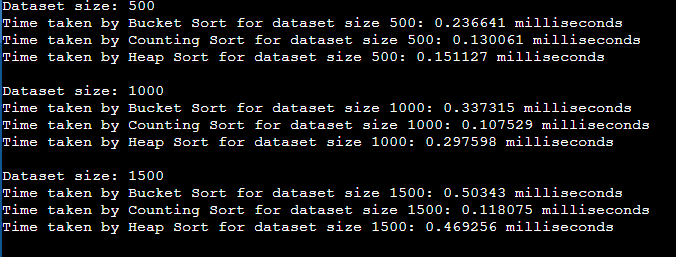 Dataset size: 500
Time taken by Bucket Sort for dataset size 500: 0.236641 milliseconds
Time taken by Counting Sort for dataset size 500: 0.130061 milliseconds
Time taken by Heap Sort for dataset size 500: 0.151127 milliseconds
Dataset size: 1000
Time taken by Bucket Sort for dataset size 1000: 0.337315 milliseconds
Time taken by Counting Sort for dataset size 1000: 0.107529 milliseconds
Time taken by Heap Sort for dataset size 1000: 0.297598 milliseconds
Dataset size: 1500
Time taken by Bucket Sort for dataset size 1500: 0.50343 milliseconds
Time taken by Counting Sort for dataset size 1500: 0.118075 milliseconds
Time taken by Heap Sort for dataset size 1500: 0.469256 milliseconds